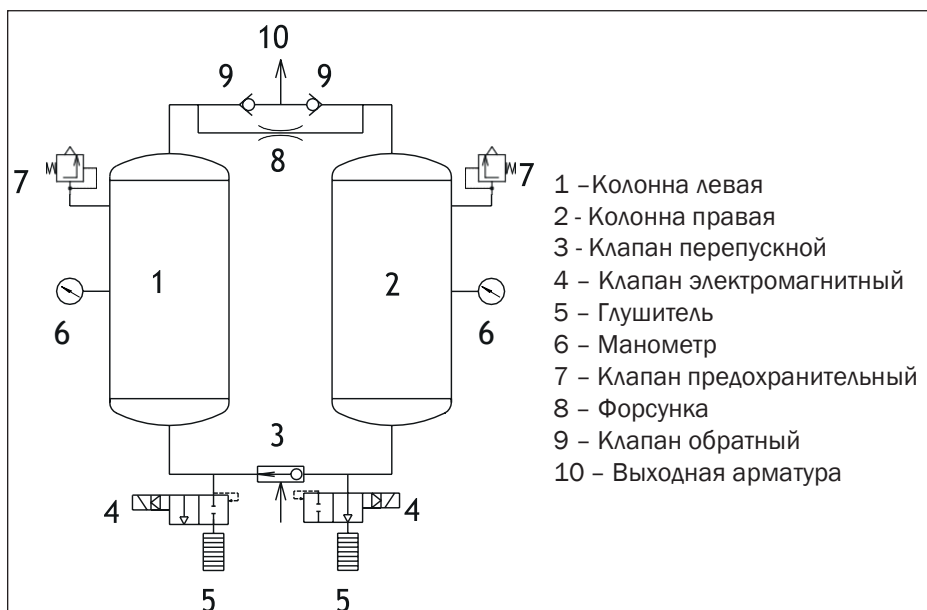 10
9 9
8
7 7
1 –Колонна левая
2 - Колонна правая
3 - Клапан перепускной
4 – Клапан электромагнитный
5 – Глушитель
6 – Манометр
7 – Клапан предохранительный
8 – Форсунка
9 – Клапан обратный
10 – Выходная арматура
1 2
6 6
3
4 4
5 5